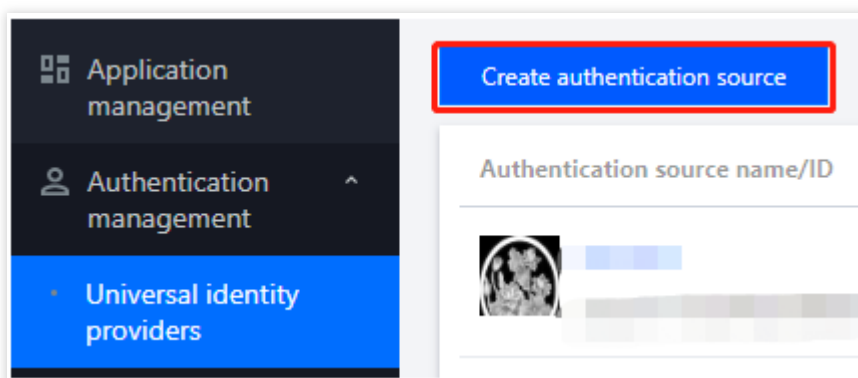 Application
management
Authentication
management
Universal identity
providers
Create authentication source
Authentication source name/ID